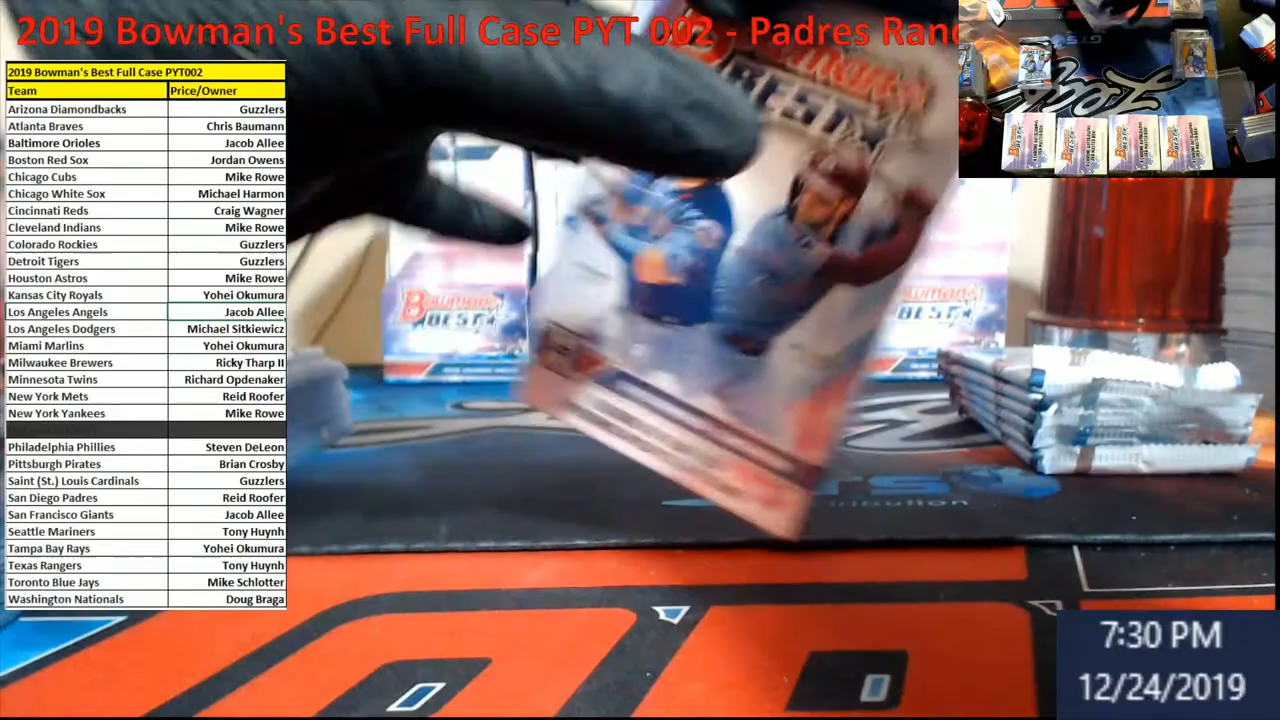 2019 Bowman's Best Full Case PYT 002 - Padres Ran
2019 Bowman's Best Full Case PYT002
Team Price/Owner
Arizona Diamondbacks Guzzlers
Atlanta Braves Chris Baumann
Baltimore Orioles Jacob Allee
Boston Red Sox Jordan Owens
Chicago Cubs Mike Rowe
Chicago White Sox Michael Harmon
Cincinnati Reds Craig Wagner
Cleveland Indians Mike Rowe
Colorado Rockies Guzzlers
Detroit Tigers Guzzlers
Houston Astros Mike Rowe
Kansas City Royals Yohei Okumura
Los Angeles Angels Jacob Allee
Los Angeles Dodgers Michael Sitkiewicz
Miami Marlins Yohei Okumura
Milwaukee Brewers Ricky Tharp II
Minnesota Twins Richard Opdenaker
New York Mets Reid Roofer
New York Yankees Mike Rowe
Philadelphia Phillies Steven DeLeon
Pittsburgh Pirates Brian Crosby
Saint (St.) Louis Cardinals Guzzlers
San Diego Padres Reid Roofer
San Francisco Giants Jacob Allee
Seattle Mariners Tony Huynh
Tampa Bay Rays Yohei Okumura
Texas Rangers Tony Huynh
Toronto Blue Jays Mike Schlotter
Washington Nationals Doug Braga
Bowman's
BEST
Bowman's
BEST
7:30 PM
12/24/2019